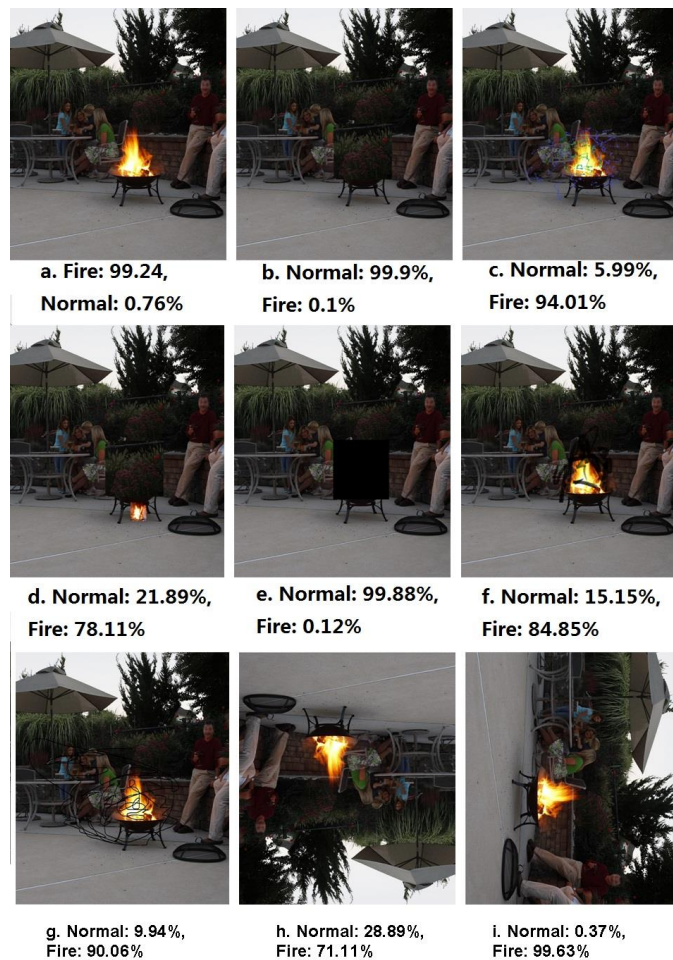 a. Fire: 99.24,
Normal: 0.76%
b. Normal: 99.9%,
Fire: 0.1%
c. Normal: 5.99%,
Fire: 94.01%
d. Normal: 21.89%,
Fire: 78.11%
e. Normal: 99.88%,
Fire: 0.12%
f. Normal: 15.15%,
Fire: 84.85%
g. Normal: 9.94%,
Fire: 90.06%
h. Normal: 28.89%,
Fire: 71.11%
i. Normal: 0.37%,
Fire: 99.63%